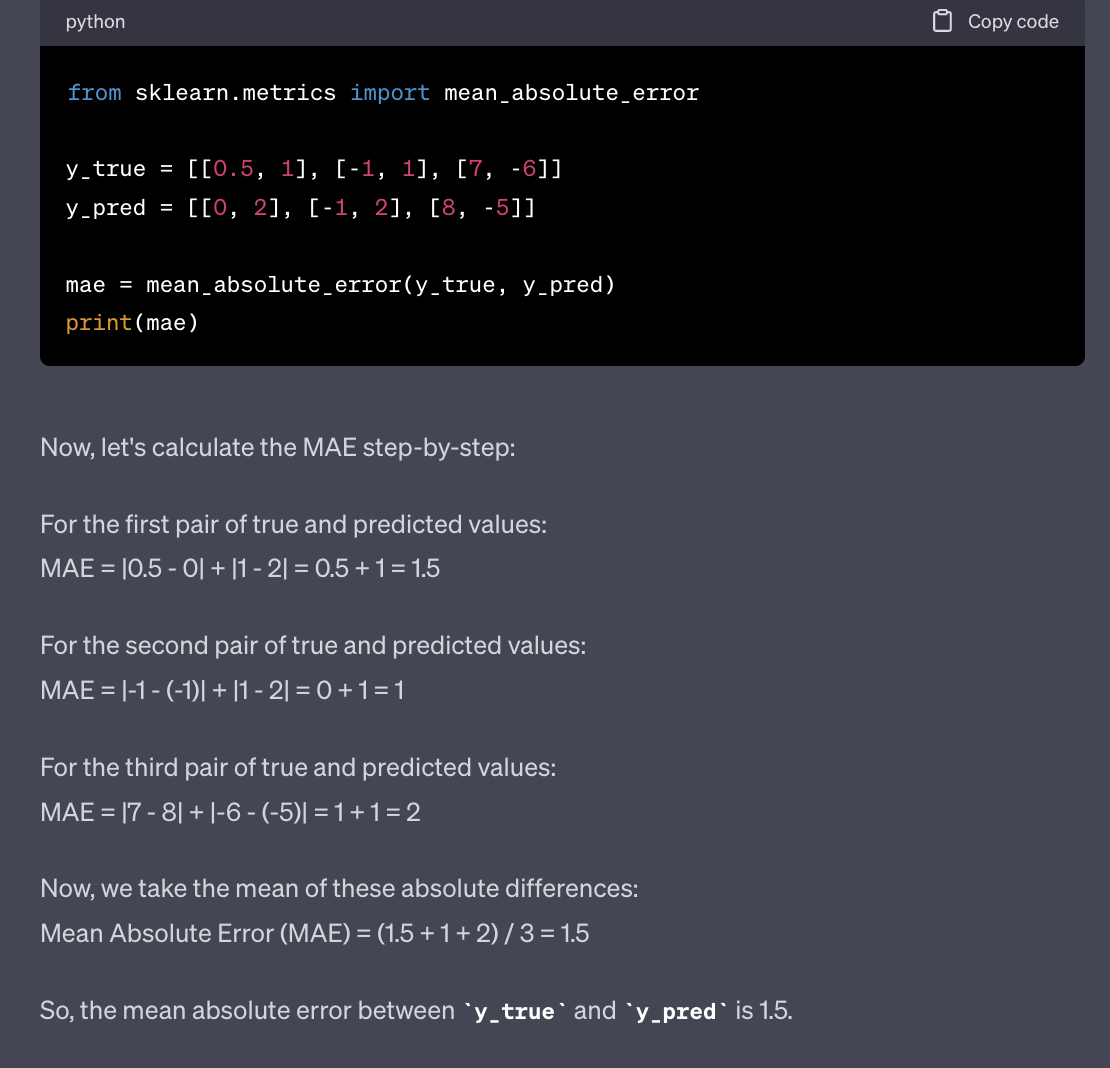 python
Copy code
from sklearn.metrics import mean_absolute_error
y_true = [[0.5, 1], [-1, 1], [7, -6]]
y_pred = [[0, 2], [-1, 2], [8, -5]]
mae = mean_absolute_error(y_true, y_pred)
print(mae)
Now, let's calculate the MAE step-by-step:
For the first pair of true and predicted values:
MAE = |0.5 - 0| + |1 - 2| = 0.5 + 1 = 1.5
For the second pair of true and predicted values:
MAE = |-1 - (-1)| + |1 - 2| = 0 + 1 = 1
For the third pair of true and predicted values:
MAE = |7 - 8| + |-6 - (-5)| = 1 + 1 = 2
Now, we take the mean of these absolute differences:
Mean Absolute Error (MAE) = (1.5 + 1 + 2) / 3 = 1.5
So, the mean absolute error between `y_true` and `y_pred` is 1.5.